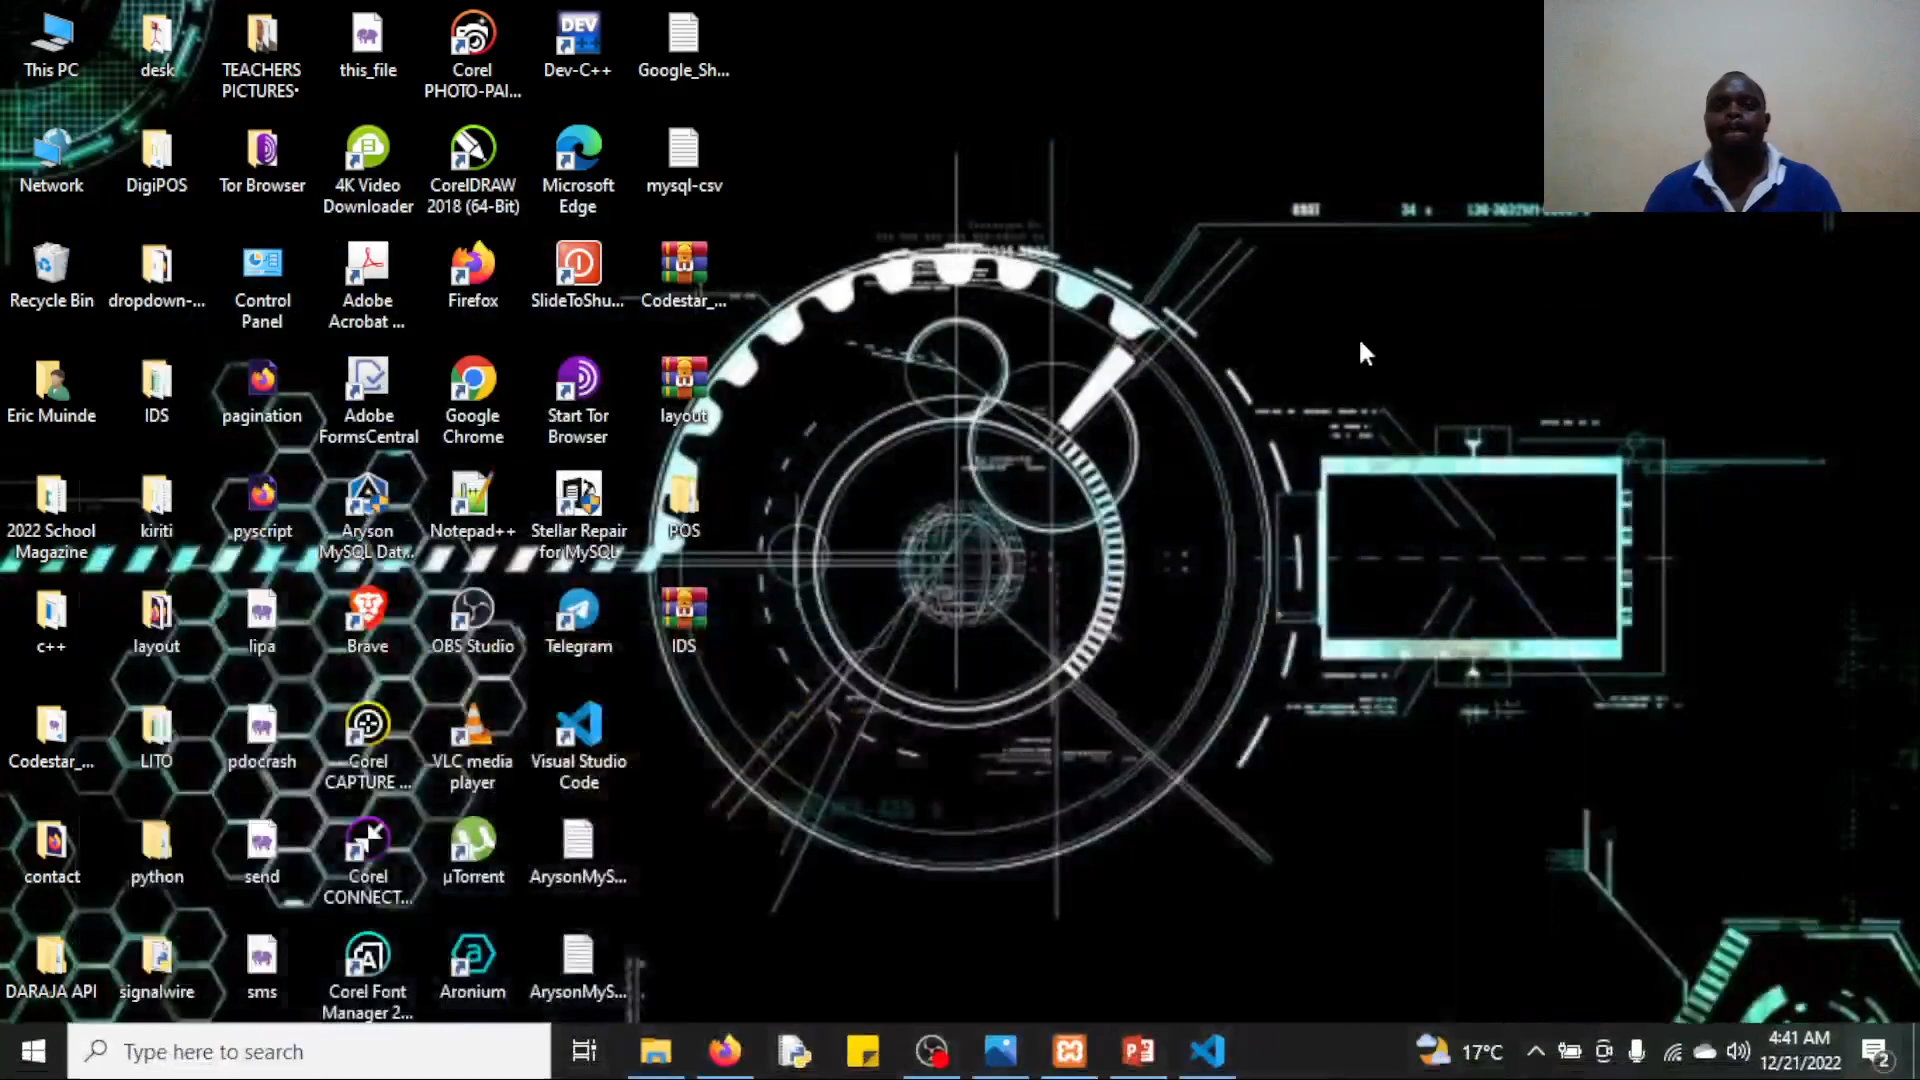 This PC
desk
TEACHERS
PICTURES
this_file
Corel
PHOTO-PAI...
Dev-C++
Google_Sh...
Network
DigiPOS
Tor Browser
4K Video
Downloader
CorelDRAW
2018 (64-Bit)
Microsoft
Edge
mysql-csv
Recycle Bin
dropdown-...
Control
Panel
Adobe
Acrobat ...
Firefox
SlideToShu...
Codestar_...
Eric Muinde
IDS
pagination
Adobe
FormsCentral
Google
Chrome
Start Tor
Browser
layout
2022 School
Magazine
kiriti
pyscript
Aryson
MySQL Dat...
Notepad++
Stellar Repair
for MySQL
POS
c++
layout
lipa
Brave
OBS Studio
Telegram
IDS
Codestar_...
LITO
pdocrash
Corel
CAPTURE ...
VLC media
player
Visual Studio
Code
contact
python
send
Corel
CONNECT...
µTorrent
ArysonMyS...
DARAJA API
signalwire
sms
Corel Font
Manager 2...
Aronium
ArysonMyS...
Type here to search
17°C
4:41 AM
12/21/2022
2